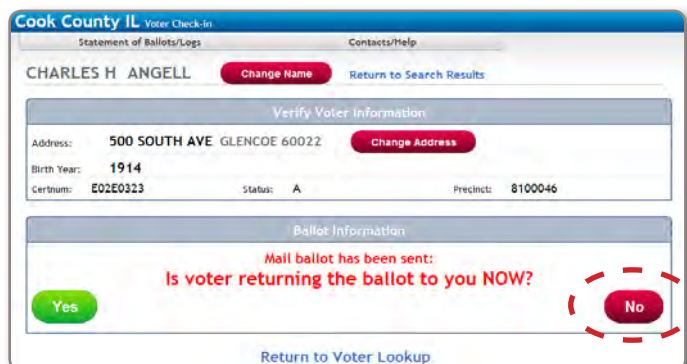 Cook County IL Voter Check-in
Statement of Ballots/Logs Contacts/Help
CHARLES H ANGELL Change Name Return to Search Results
Verify Voter Information
Address: 500 SOUTH AVE GLENCOE 60022 Change Address
Birth Year: 1914
Certnum: E02E0323 Status: A Precinct: 8100046
Ballot Information
Mail ballot has been sent:
Is voter returning the ballot to you NOW?
Yes No
Return to Voter Lookup